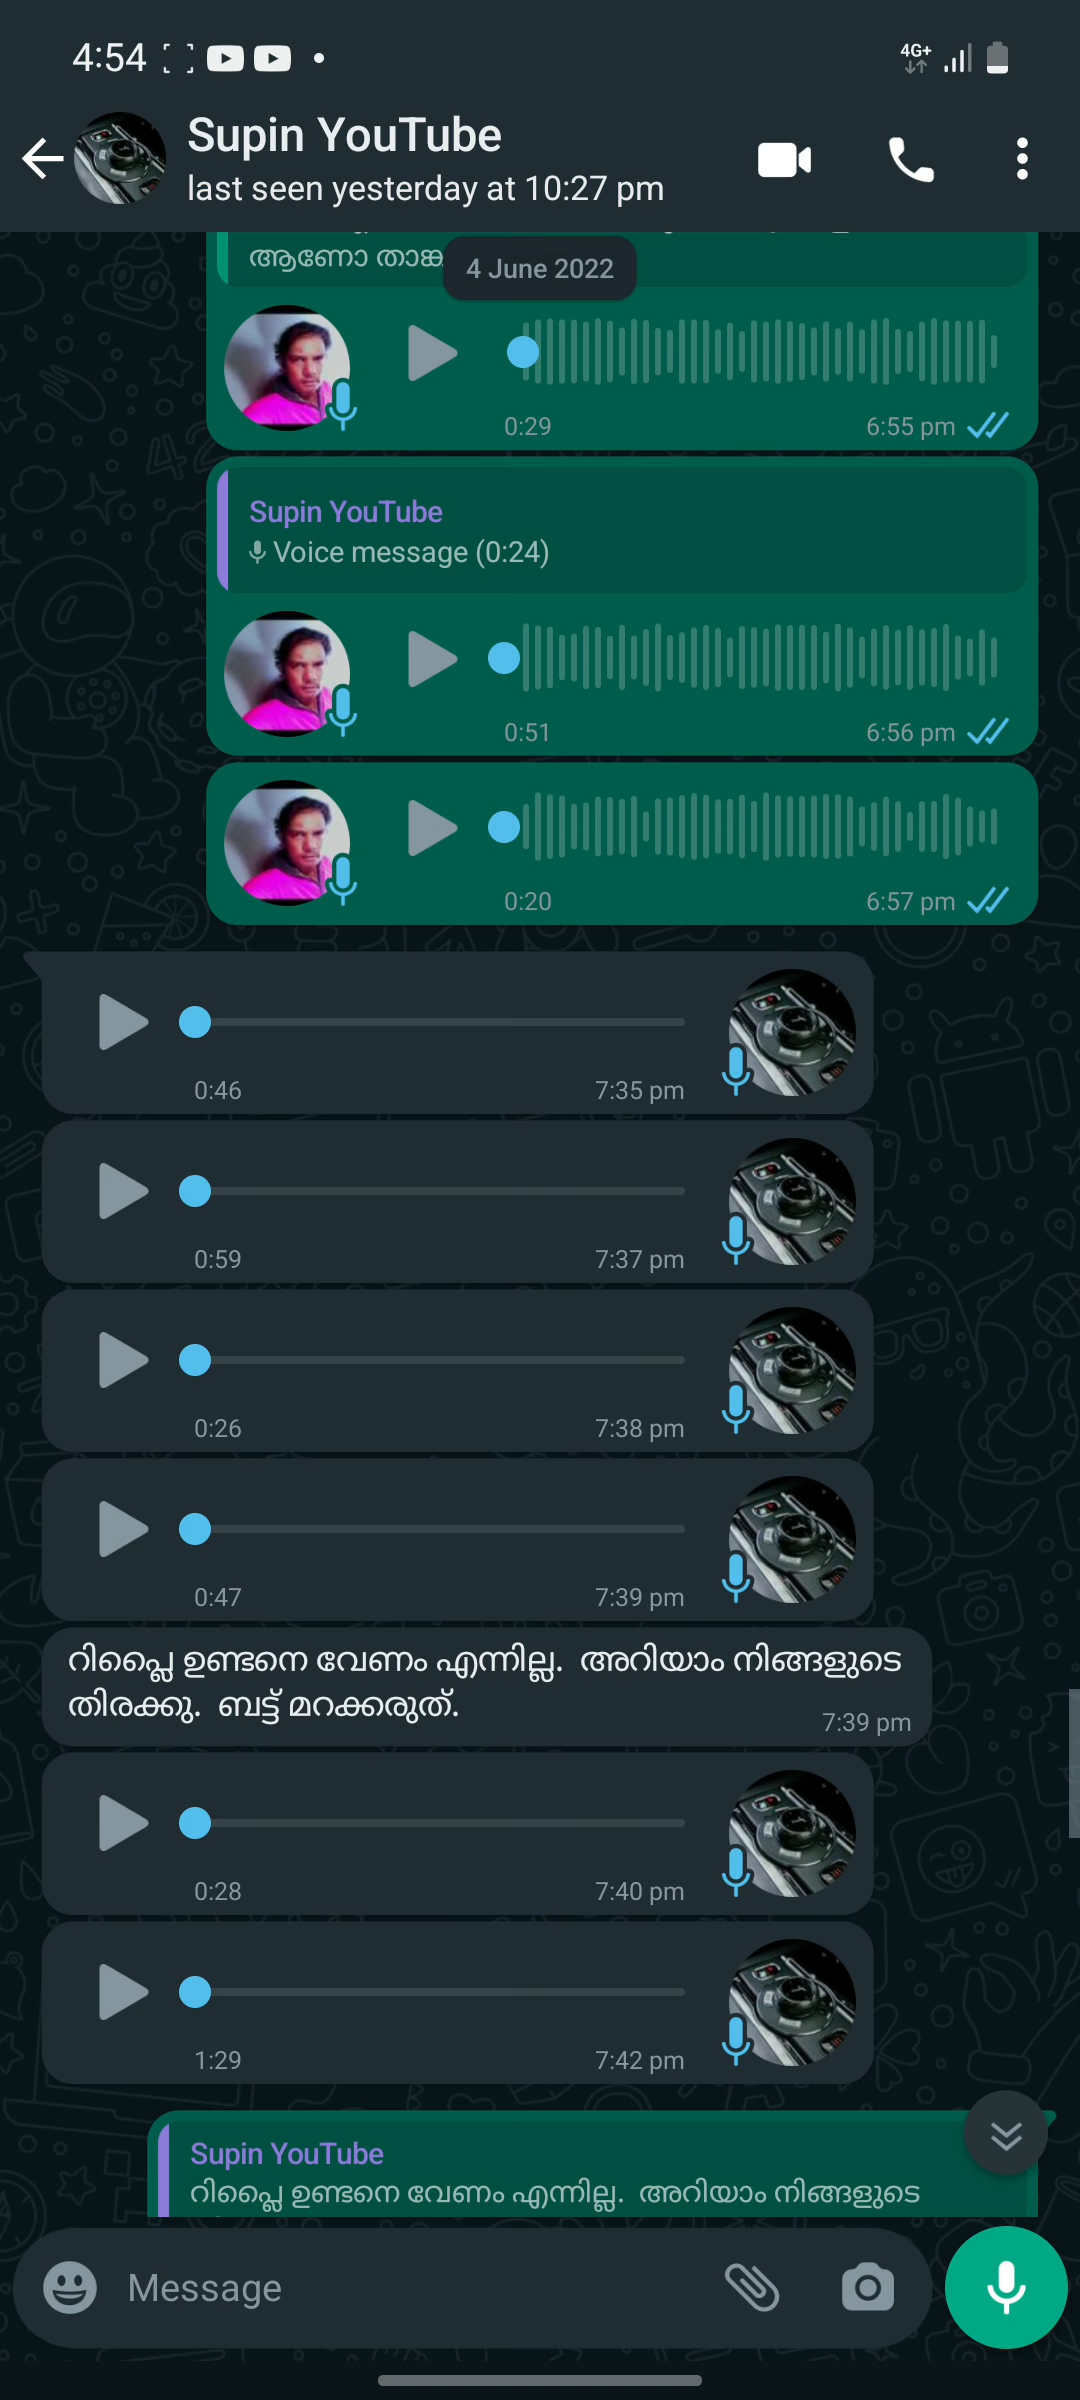 4:54
4G+
Supin YouTube
last seen yesterday at 10:27 pm
ആണോ താങ്ക
4 June 2022
0:29 6:55 pm
Supin YouTube
Voice message (0:24)
0:51 6:56 pm
0:20 6:57 pm
0:46 7:35 pm
0:59 7:37 pm
0:26 7:38 pm
0:47 7:39 pm
റിപ്ലൈ ഉണ്ടനെ വേണം എന്നില്ല.  അറിയാം നിങ്ങളുടെ
തിരക്കു.  ബട്ട് മറക്കരുത്.
7:39 pm
0:28 7:40 pm
1:29 7:42 pm
Supin YouTube
റിപ്ലൈ ഉണ്ടനെ വേണം എന്നില്ല.  അറിയാം നിങ്ങളുടെ
Message